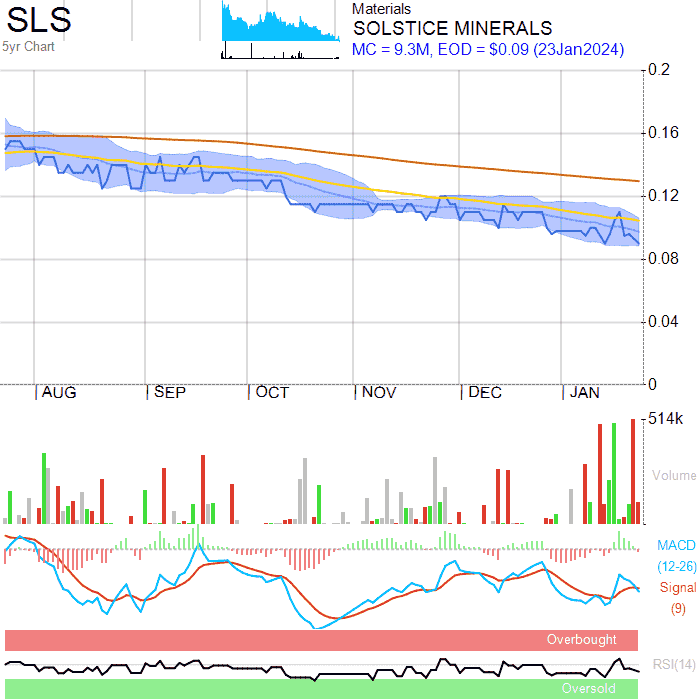 SLS
5yr Chart
Materials
SOLSTICE MINERALS
MC = 9.3M, EOD = $0.09 (23Jan2024)
0.2
0.16
0.12
0.08
0.04
0
AUG SEP OCT NOV DEC JAN
514k
Volume
MACD
(12-26)
Signal
(9)
Overbought
RSI(14)
Oversold